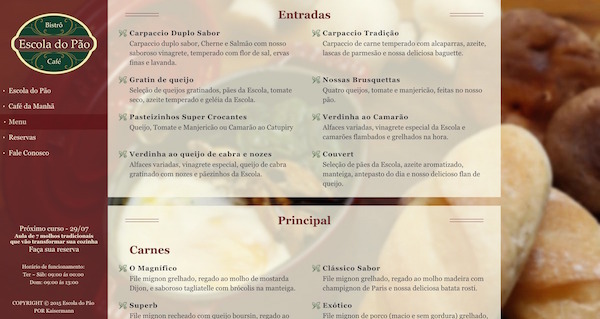 Bistrô
Escola do Pão
Café
Escola do Pão
Café da Manhã
Menu
Reservas
Fale Conosco
Próximo curso - 29/07
Aula de 7 molhos tradicionais
que vão transformar sua cozinha
Faça sua reserva
Horário de funcionamento:
Ter – Sáb: 09:00 às 00:00
Dom: 09:00 às 13:00
COPYRIGHT © 2015 Escola do Pão
POR Kaisermann
Entradas
Carpaccio Duplo Sabor
Carpaccio duplo sabor, Cherne e Salmão com nosso
saboroso vinagrete, temperado com flor de sal, ervas
finas e lavanda.
Carpaccio Tradição
Carpaccio de carne temperado com alcaparras, azeite,
lascas de parmesão e nossa deliciosa baguette.
Gratin de queijo
Seleção de queijos gratinados, pães da Escola, tomate
seco, azeite temperado e geléia da Escola.
Nossas Brusquettas
Quatro queijos, tomate e manjericão, feitas no nosso
pão.
Pasteizinhos Super Crocantes
Queijo, Tomate e Manjericão ou Camarão ao Catupiry
Verdinha ao Camarão
Alfaces variadas, vinagrete especial da Escola e
camarões flambados e grelhados na hora.
Verdinha ao queijo de cabra e nozes
Alfaces variadas, vinagrete especial, queijo de cabra
gratinado com nozes e pãezinhos da Escola.
Couvert
Seleção de pães da Escola, azeite aromatizado,
manteiga, antepasto do dia e nosso delicioso flan de
queijo.
Principal
Carnes
O Magnífico
File mignon grelhado, regado ao molho de mostarda
Dijon, e saboroso tagliatelle com brócolis na manteiga.
Clássico Sabor
File mignon grelhado, regado ao molho madeira com
champignon de Paris e nossa deliciosa batata rosti.
Superb
File mignon recheado com queijo boursin, regado ao
Exótico
File mignon de porco (macio e sem gordura) grelhado,